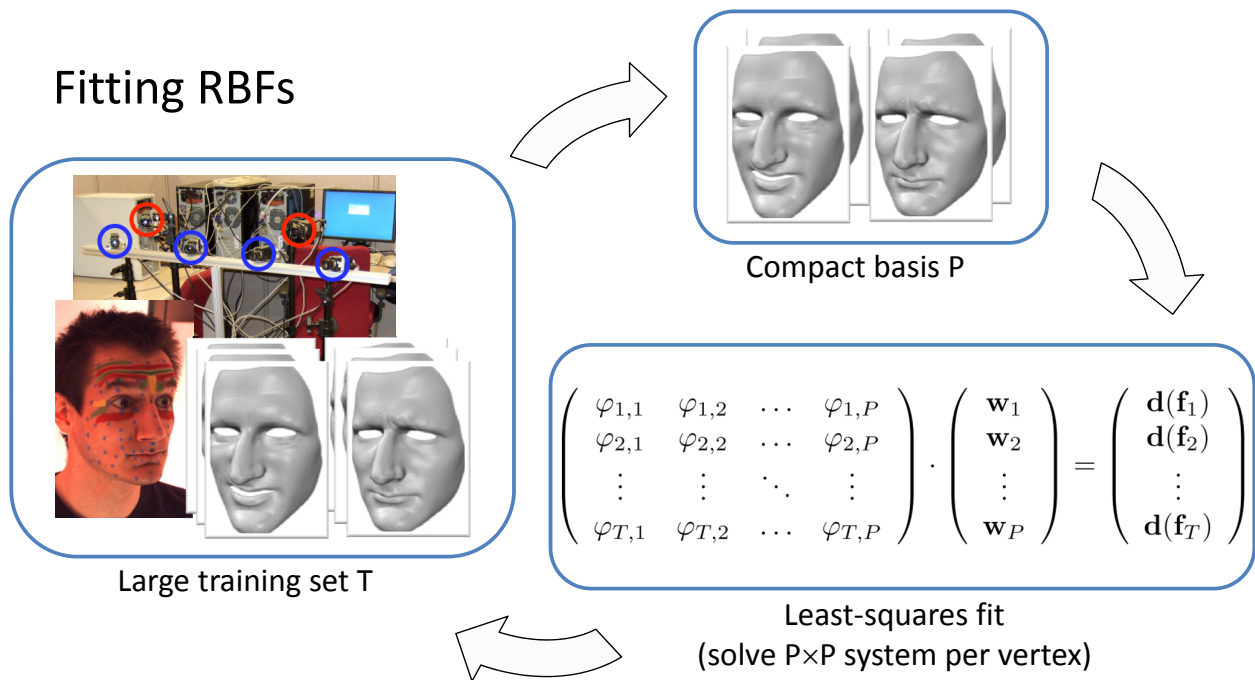 Fitting RBFs
Compact basis P
Large training set T
φ1,1 φ1,2 … φ1,P
φ2,1 φ2,2 … φ2,P
⋮ ⋮ ⋱ ⋮
φT,1 φT,2 … φT,P
·
w1
w2
⋮
wP
=
d(f1)
d(f2)
⋮
d(fT)
Least-squares fit
(solve P×P system per vertex)